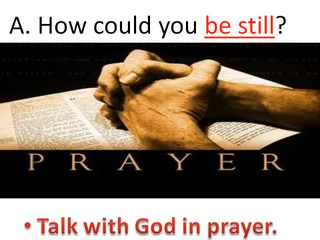 A. How could you be still?
PRAYER
• Talk with God in prayer.